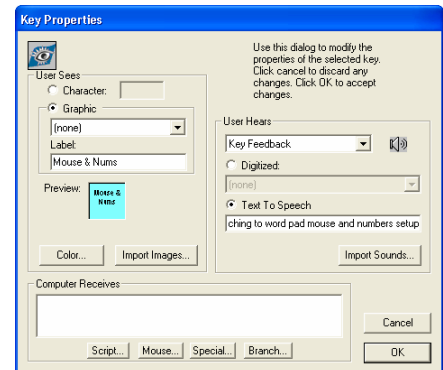 Key Properties
Use this dialog to modify the
properties of the selected key.
Click cancel to discard any
changes. Click OK to accept
changes.
User Sees
Character:
Graphic
(none)
Label:
Mouse & Nums
Preview:
Mouse &
Nums
Color...
Import Images...
User Hears
Key Feedback
Digitized:
(none)
Text To Speech
ching to word pad mouse and numbers setup
Import Sounds...
Computer Receives
Script...
Mouse...
Special...
Branch...
Cancel
OK